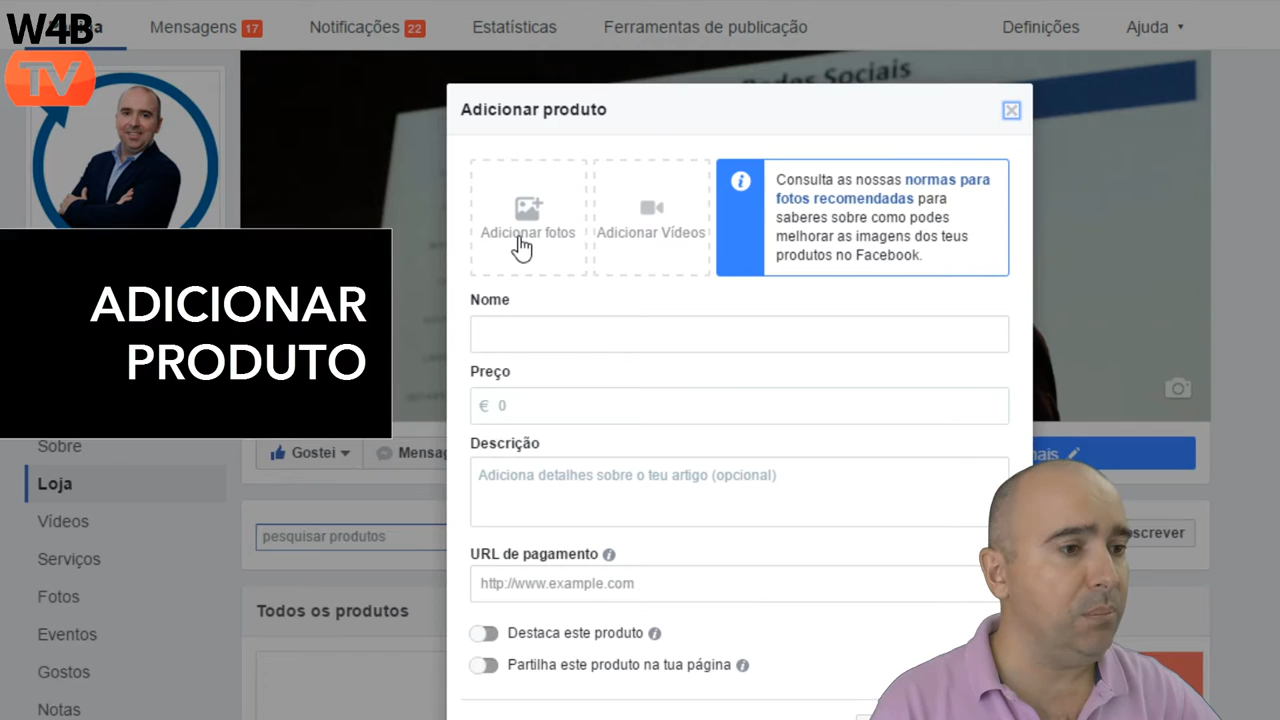 W4B
TV
Mensagens 17
Notificações 22
Estatísticas
Ferramentas de publicação
Definições
Ajuda
Redes Sociais
Adicionar produto
Adicionar fotos
Adicionar Vídeos
Consulta as nossas normas para
fotos recomendadas para
saberes sobre como podes
melhorar as imagens dos teus
produtos no Facebook.
ADICIONAR
PRODUTO
Nome
Preço
€ 0
Descrição
Adiciona detalhes sobre o teu artigo (opcional)
URL de pagamento
http://www.example.com
Destaca este produto
Partilha este produto na tua página
Sobre
Loja
Vídeos
Serviços
Fotos
Eventos
Gostos
Notas
Gostei
pesquisar produtos
Todos os produtos